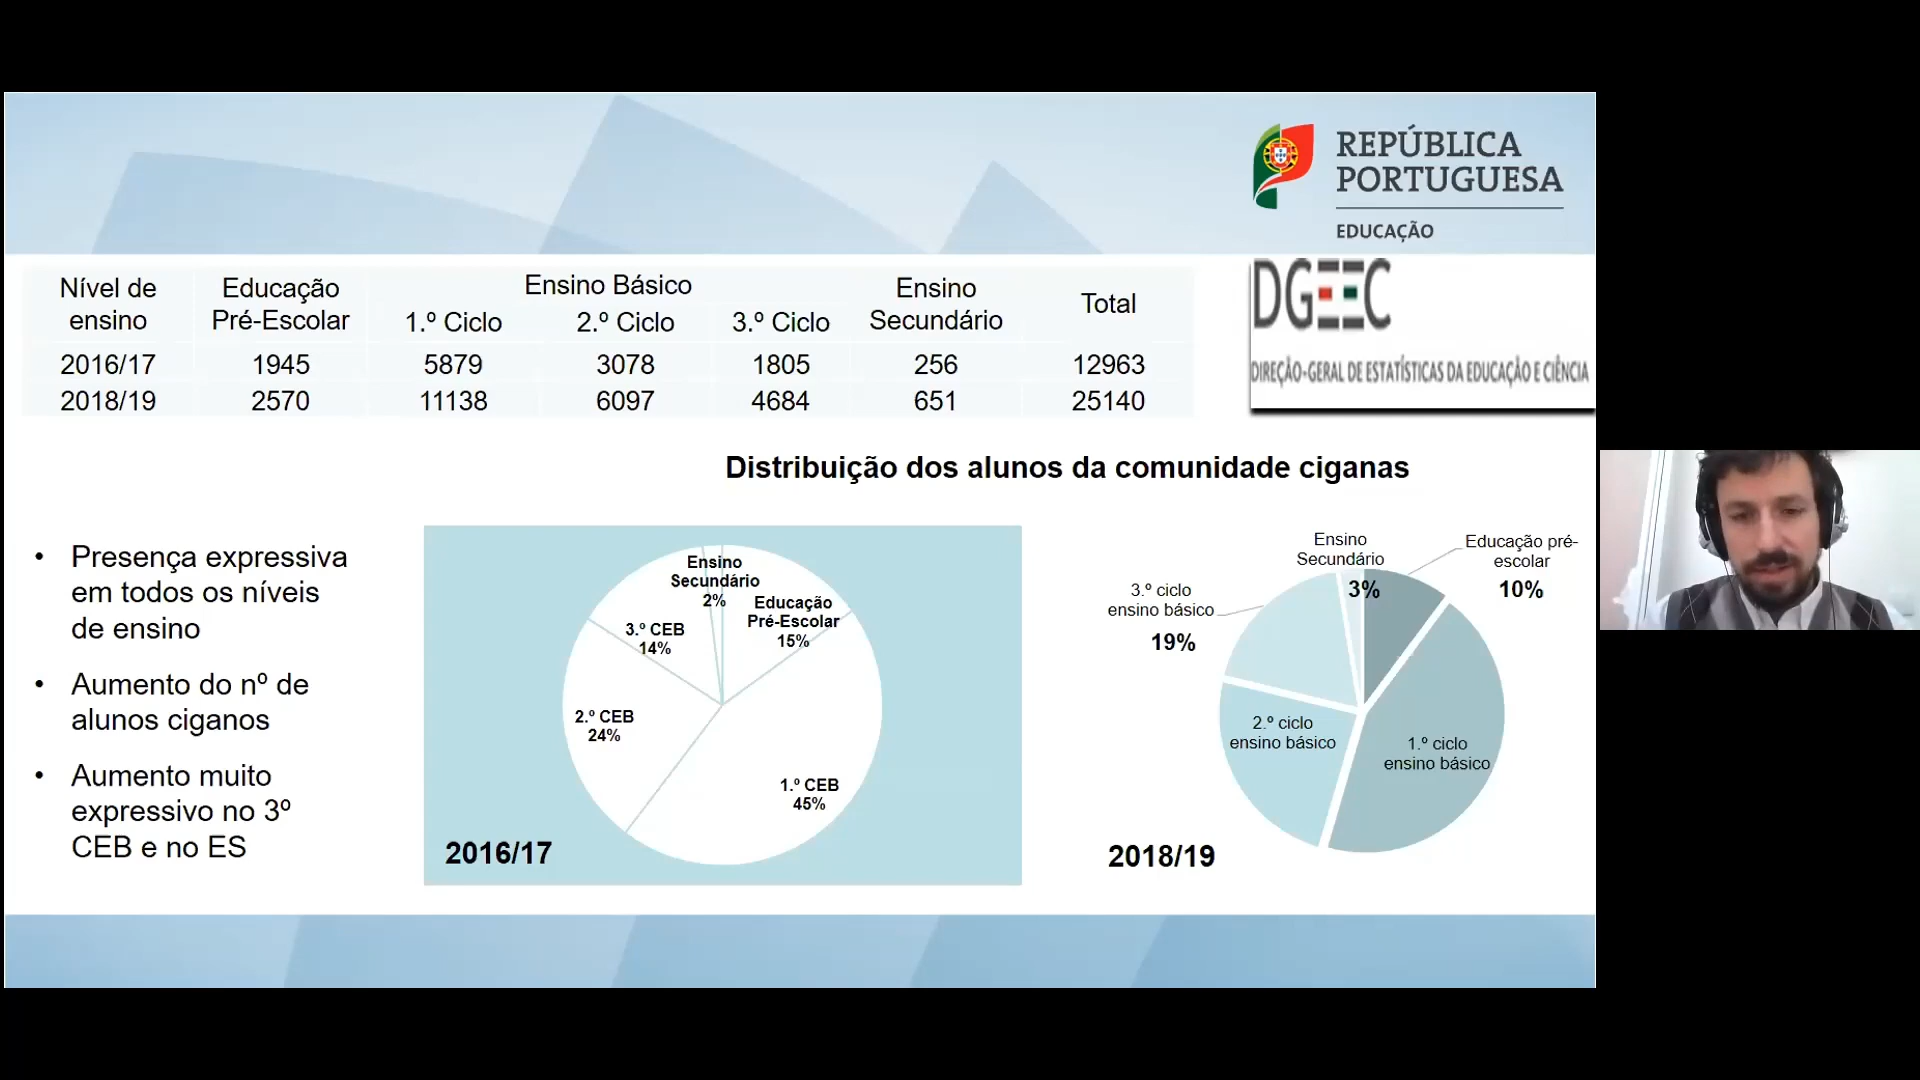 REPÚBLICA
PORTUGUESA
EDUCAÇÃO
DGEEC
DIREÇÃO-GERAL DE ESTATÍSTICAS DA EDUCAÇÃO E CIÊNCIA
Nível de ensino Educação Pré-Escolar Ensino Básico Ensino Secundário Total
1.º Ciclo 2.º Ciclo 3.º Ciclo
2016/17 1945 5879 3078 1805 256 12963
2018/19 2570 11138 6097 4684 651 25140
Distribuição dos alunos da comunidade ciganas
• Presença expressiva
em todos os níveis
de ensino
• Aumento do nº de
alunos ciganos
• Aumento muito
expressivo no 3º
CEB e no ES
Ensino
Secundário
2%
Educação
Pré-Escolar
15%
3.º CEB
14%
2.º CEB
24%
1.º CEB
45%
2016/17
Ensino
Secundário
3%
Educação pré-
escolar
10%
3.º ciclo
ensino básico
19%
2.º ciclo
ensino básico
1.º ciclo
ensino básico
2018/19